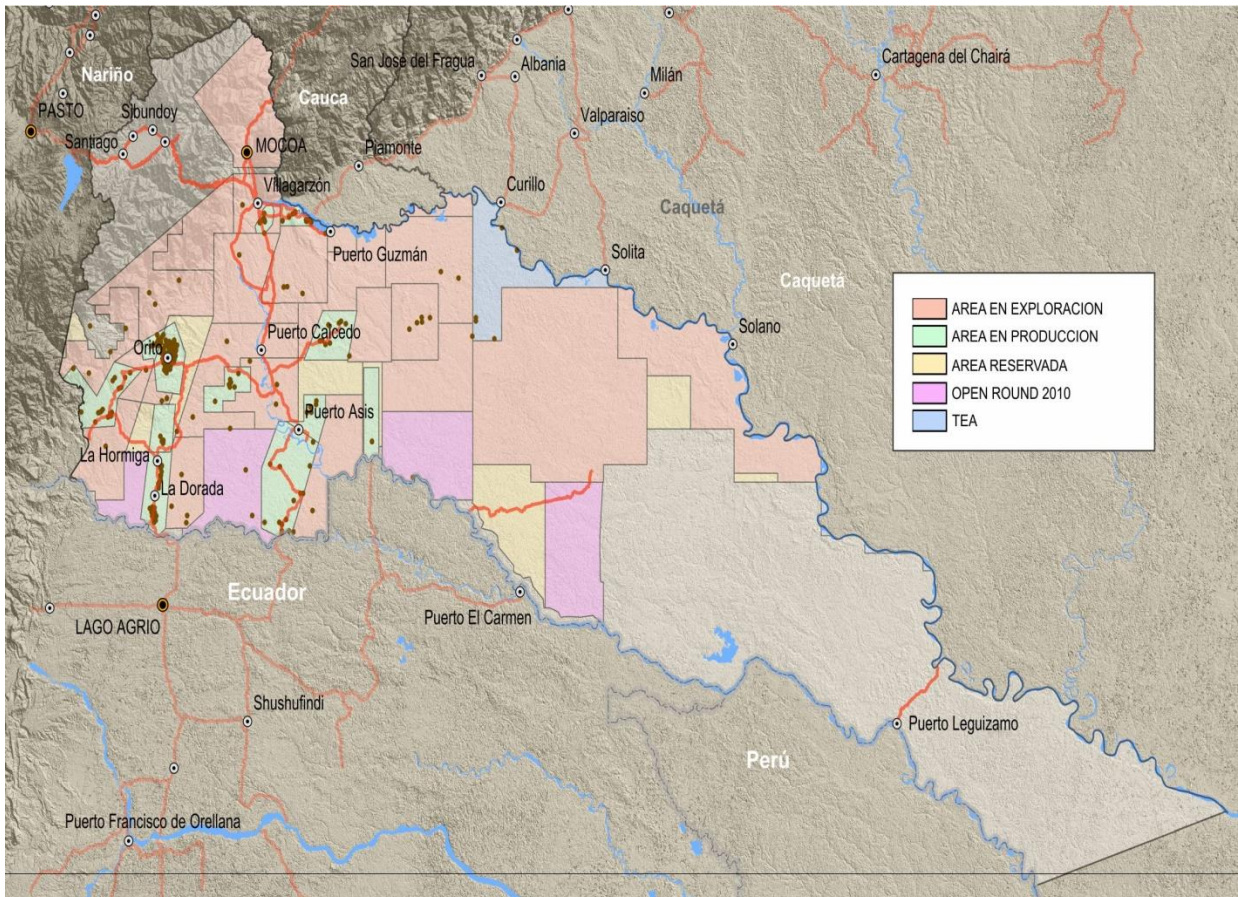 San José del Fragua
Albania
Milán
Cartagena del Chairá
Nariño
Cauca
PASTO
Sibundoy
Santiago
MOCOA
Valparaiso
Piamonte
Villagarzón
Curillo
Caquetá
Puerto Guzmán
Solita
Caquetá
AREA EN EXPLORACION
AREA EN PRODUCCION
AREA RESERVADA
OPEN ROUND 2010
TEA
Puerto Caicedo
Solano
Orito
Puerto Asis
La Hormiga
La Dorada
Ecuador
Puerto El Carmen
LAGO AGRIO
Shushufindi
Puerto Leguizamo
Perú
Puerto Francisco de Orellana